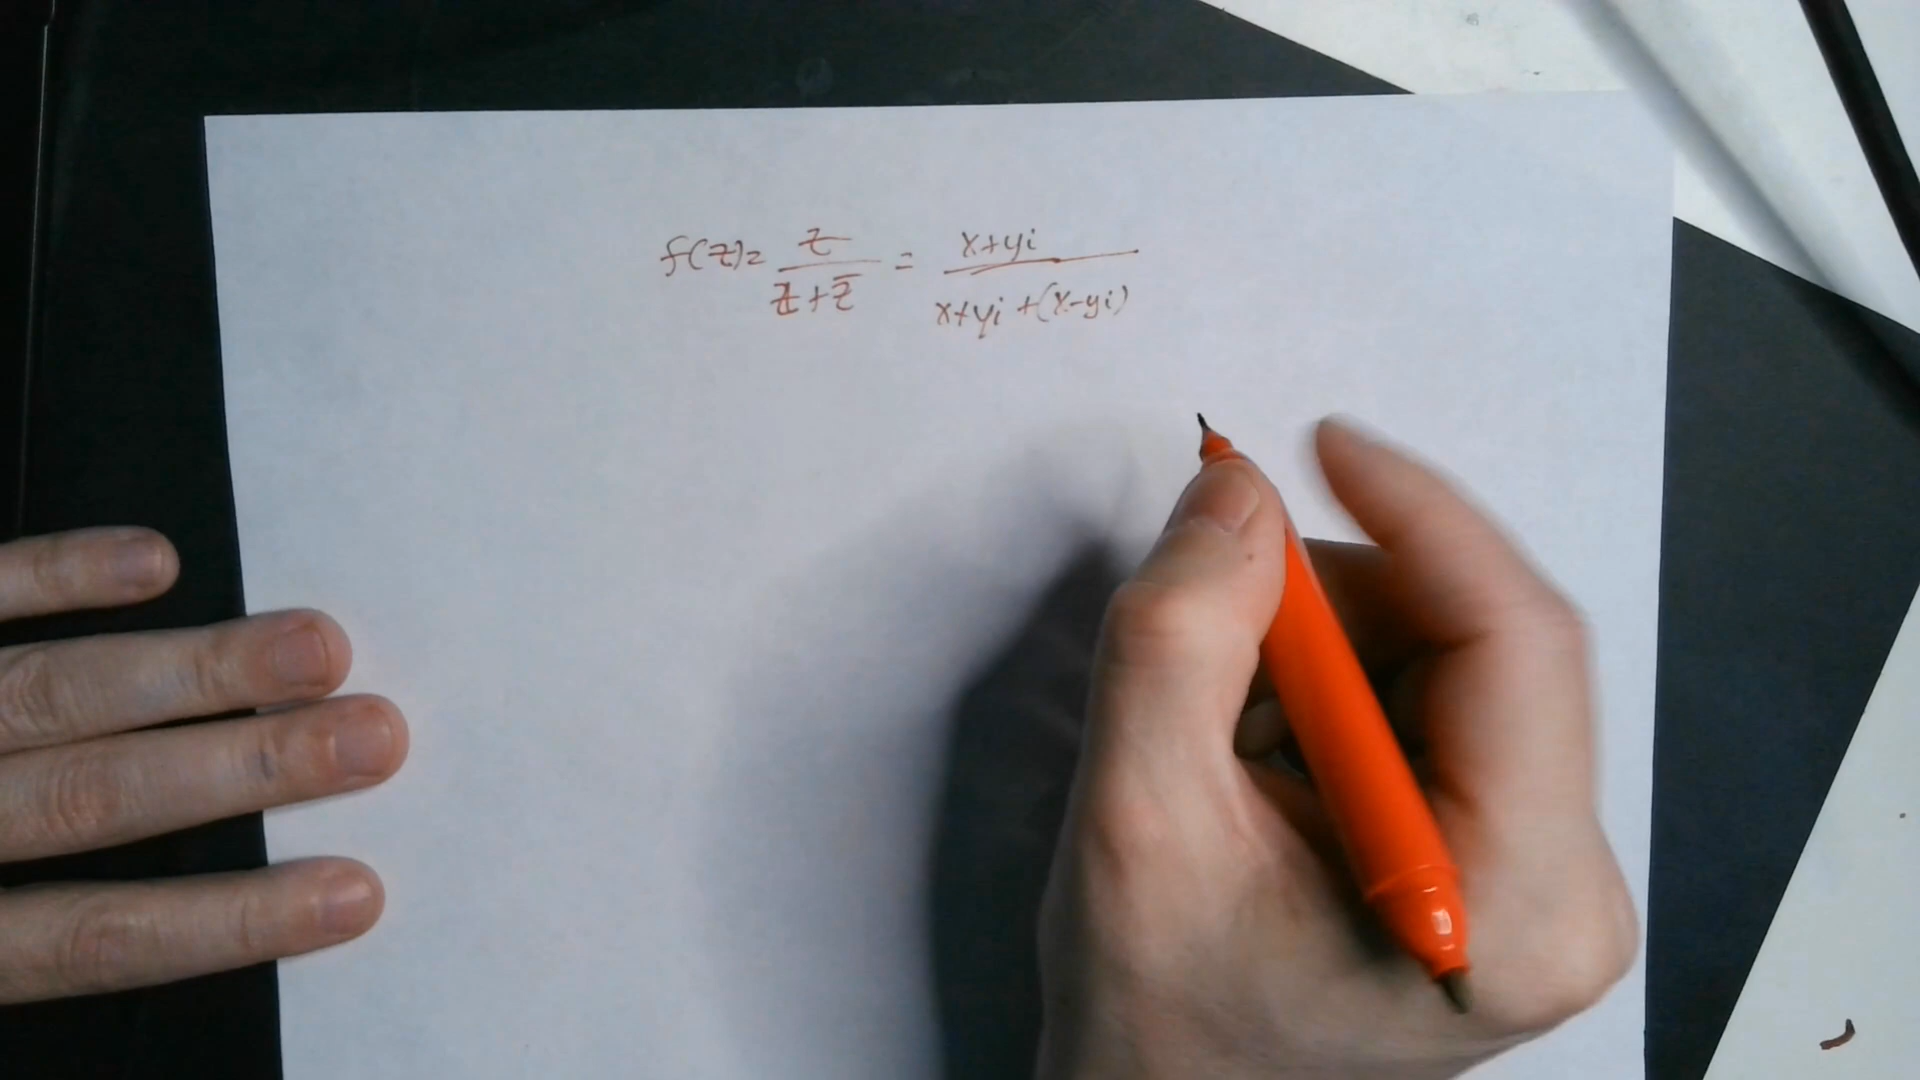 f(z) = z/(z+z̄) = (x+yi)/(x+yi+(x-yi))